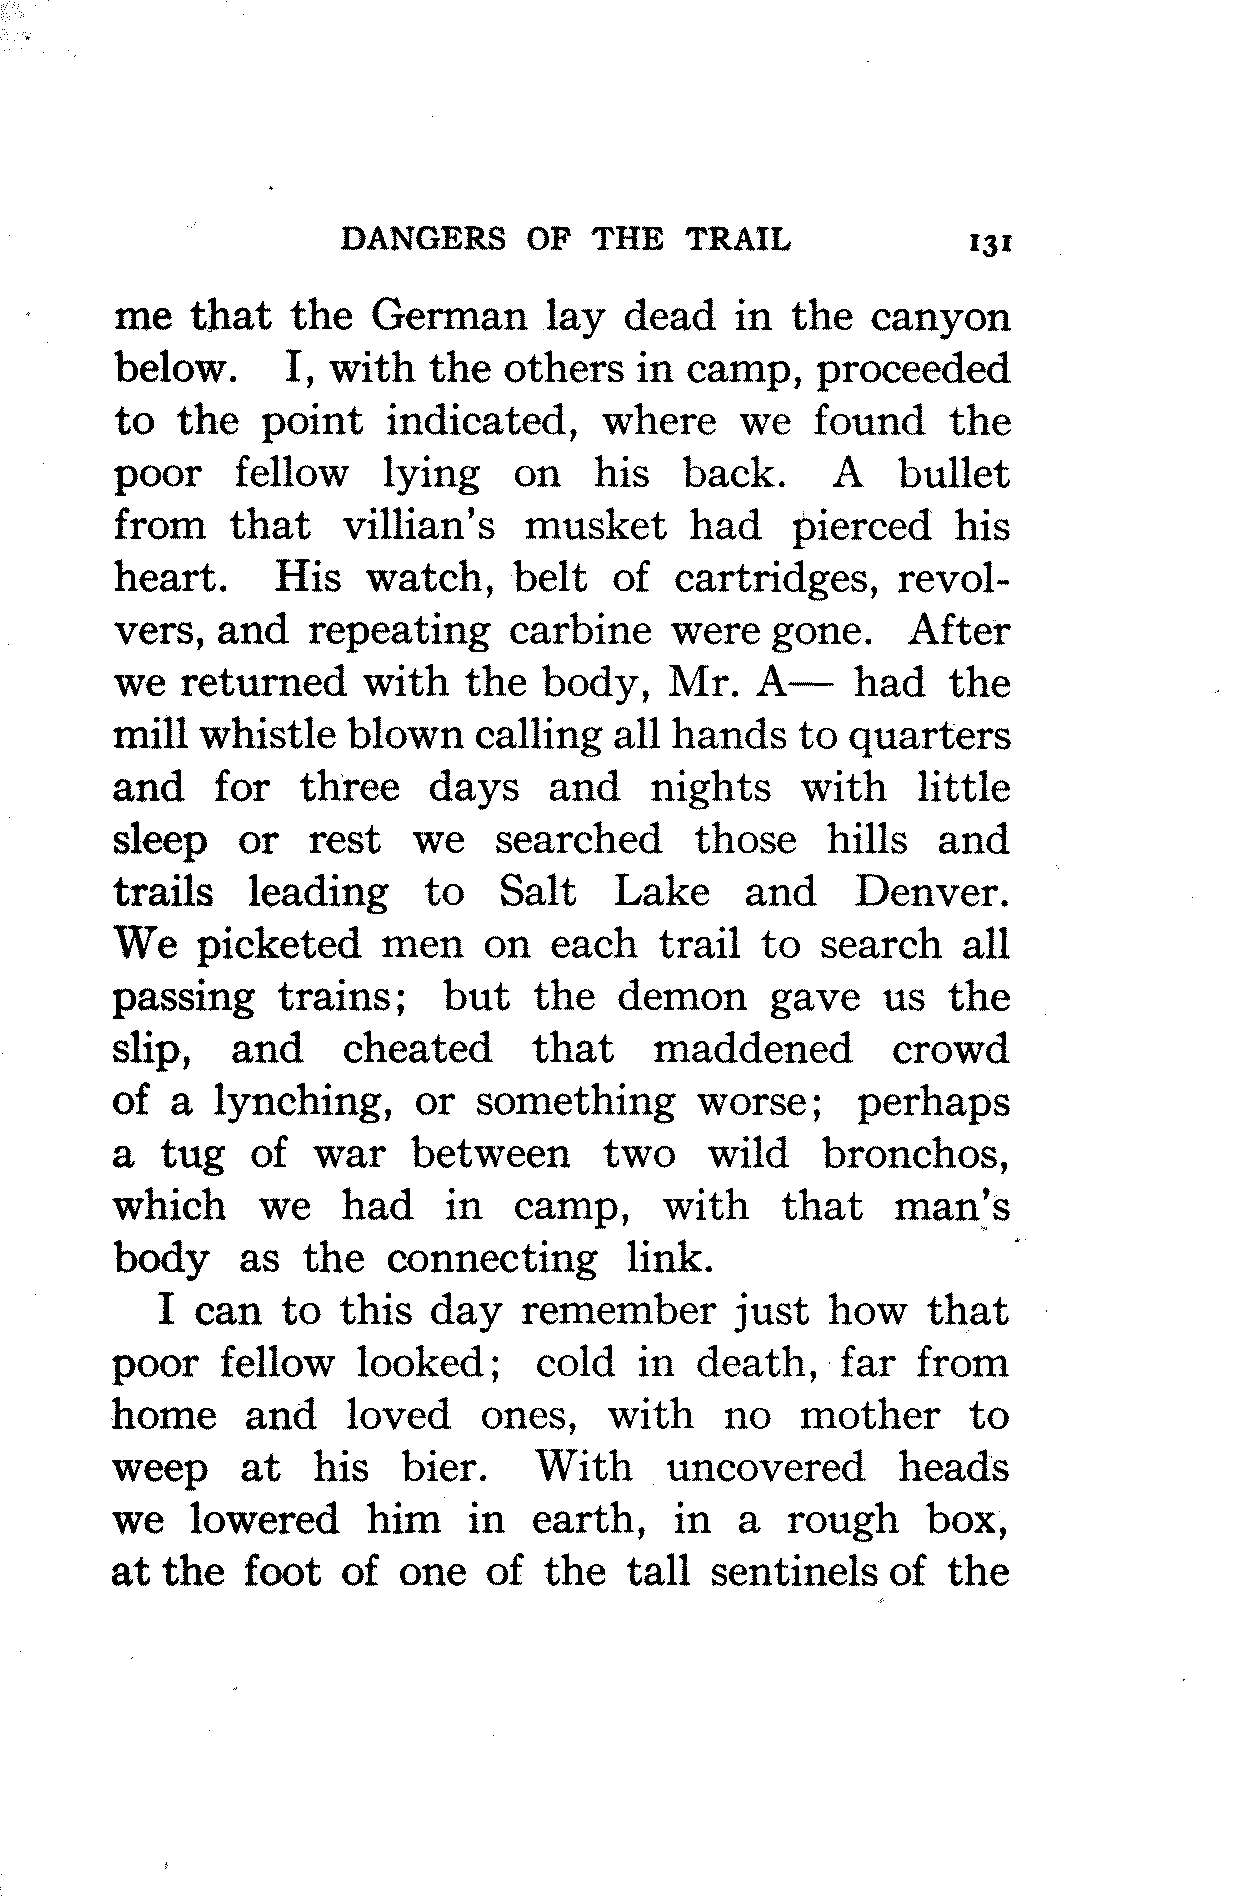 DANGERS OF THE TRAIL 131
me that the German lay dead in the canyon
below. I, with the others in camp, proceeded
to the point indicated, where we found the
poor fellow lying on his back. A bullet
from that villian's musket had pierced his
heart. His watch, belt of cartridges, revol-
vers, and repeating carbine were gone. After
we returned with the body, Mr. A— had the
mill whistle blown calling all hands to quarters
and for three days and nights with little
sleep or rest we searched those hills and
trails leading to Salt Lake and Denver.
We picketed men on each trail to search all
passing trains; but the demon gave us the
slip, and cheated that maddened crowd
of a lynching, or something worse; perhaps
a tug of war between two wild bronchos,
which we had in camp, with that man's
body as the connecting link.
I can to this day remember just how that
poor fellow looked; cold in death, far from
home and loved ones, with no mother to
weep at his bier. With uncovered heads
we lowered him in earth, in a rough box,
at the foot of one of the tall sentinels of the